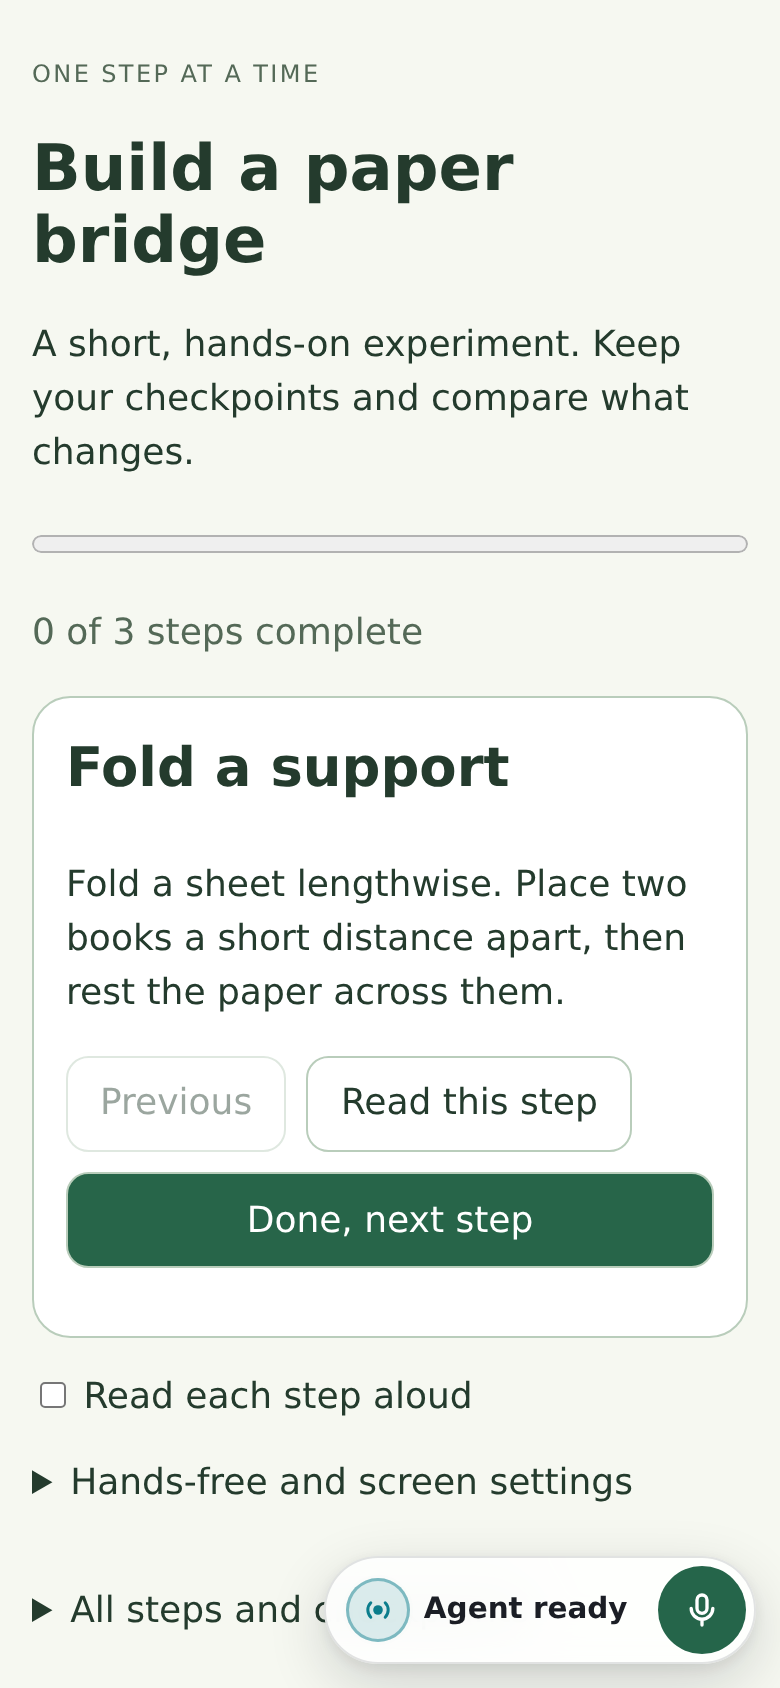 ONE STEP AT A TIME
Build a paper
bridge
A short, hands-on experiment. Keep
your checkpoints and compare what
changes.
0 of 3 steps complete
Fold a support
Fold a sheet lengthwise. Place two
books a short distance apart, then
rest the paper across them.
Previous
Read this step
Done, next step
Read each step aloud
Hands-free and screen settings
All steps and
Agent ready